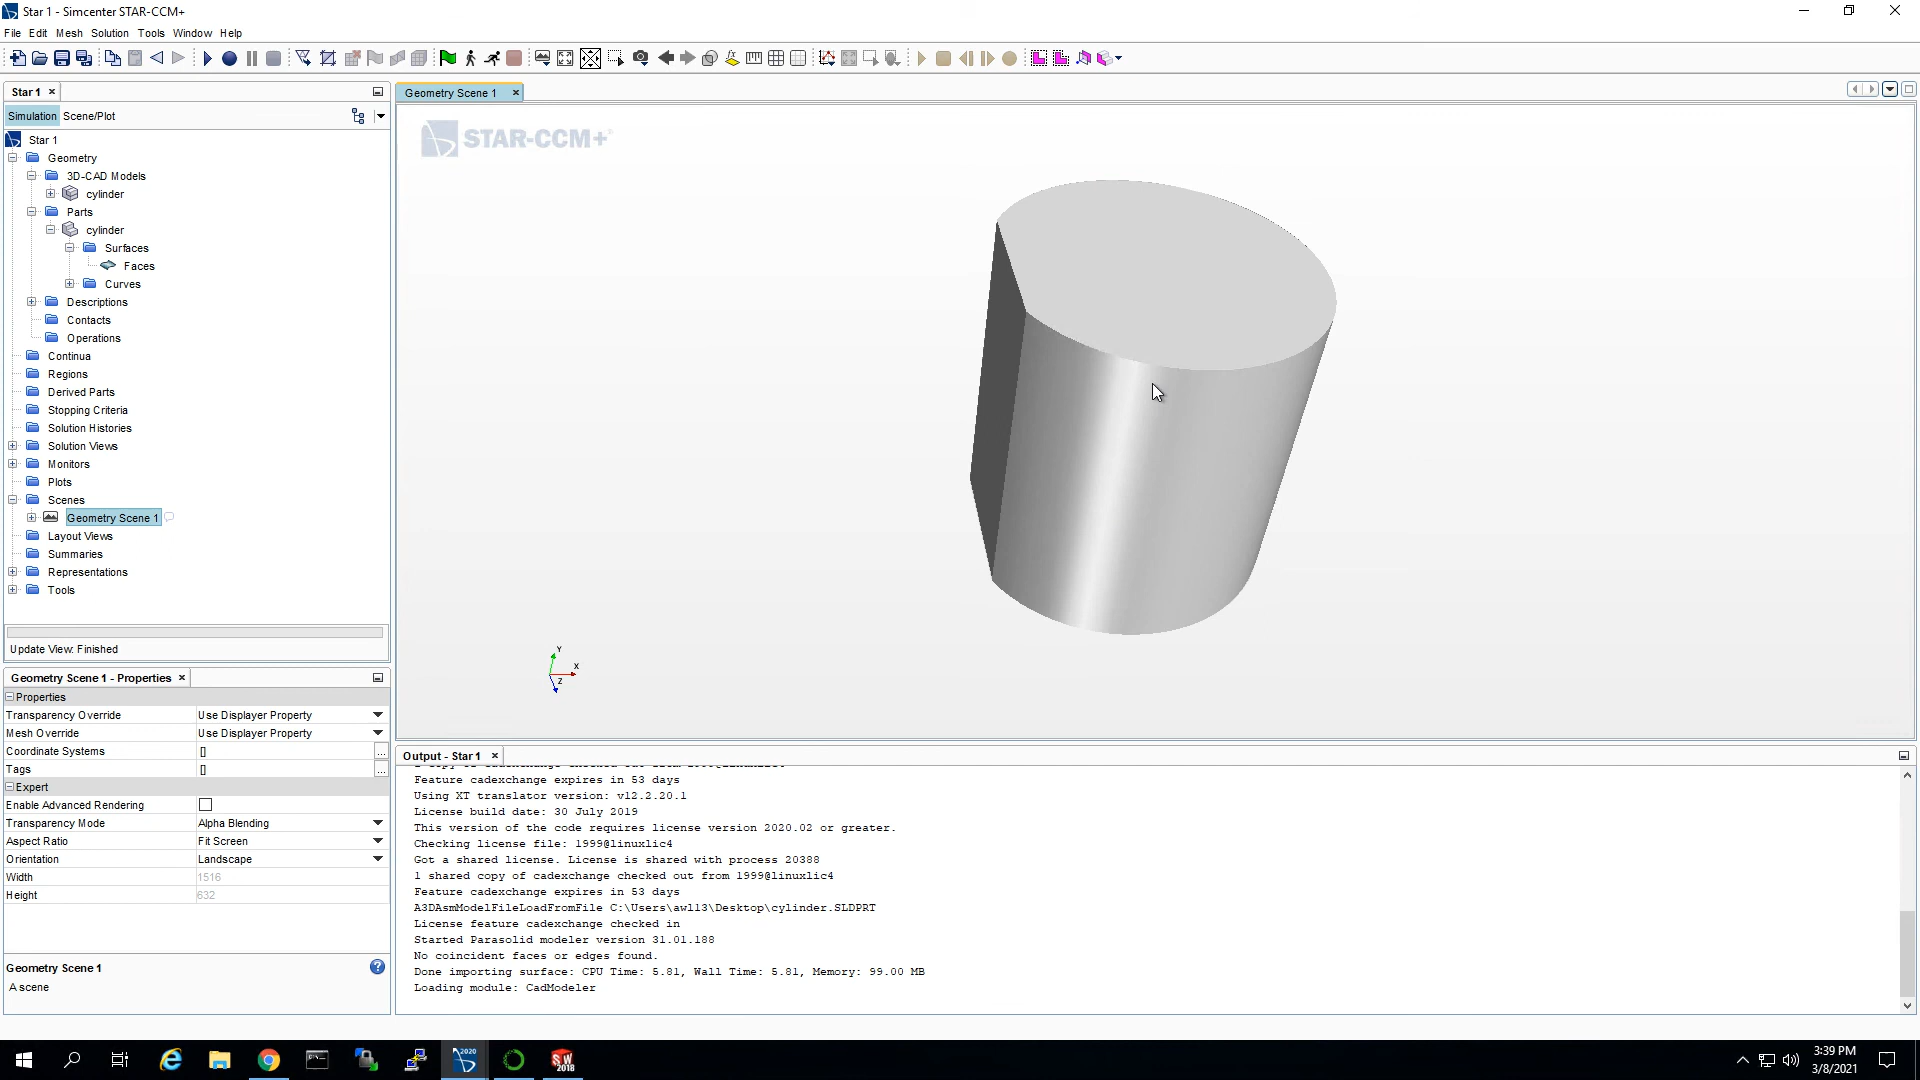 Star 1 - Simcenter STAR-CCM+
File Edit Mesh Solution Tools Window Help
Star 1
Simulation Scene/Plot
Star 1
Geometry
3D-CAD Models
cylinder
Parts
cylinder
Surfaces
Faces
Curves
Descriptions
Contacts
Operations
Continua
Regions
Derived Parts
Stopping Criteria
Solution Histories
Solution Views
Monitors
Plots
Scenes
Geometry Scene 1
Layout Views
Summaries
Representations
Tools
Update View: Finished
Geometry Scene 1 - Properties
Properties
Transparency Override Use Displayer Property
Mesh Override Use Displayer Property
Coordinate Systems []
Tags []
Expert
Enable Advanced Rendering
Transparency Mode Alpha Blending
Aspect Ratio Fit Screen
Orientation Landscape
Width 1516
Height 632
Geometry Scene 1
A scene
Geometry Scene 1
STAR-CCM+
Y
X
Z
Output - Star 1
Feature cadexchange expires in 53 days
Using XT translator version: v12.2.20.1
License build date: 30 July 2019
This version of the code requires license version 2020.02 or greater.
Checking license file: 1999@linuxlic4
Got a shared license. License is shared with process 20388
1 shared copy of cadexchange checked out from 1999@linuxlic4
Feature cadexchange expires in 53 days
A3DAsmModelFileLoadFromFile C:\Users\awll3\Desktop\cylinder.SLDPRT
License feature cadexchange checked in
Started Parasolid modeler version 31.01.188
No coincident faces or edges found.
Done importing surface: CPU Time: 5.81, Wall Time: 5.81, Memory: 99.00 MB
Loading module: CadModeler
2020
SW
2018
3:39 PM
3/8/2021